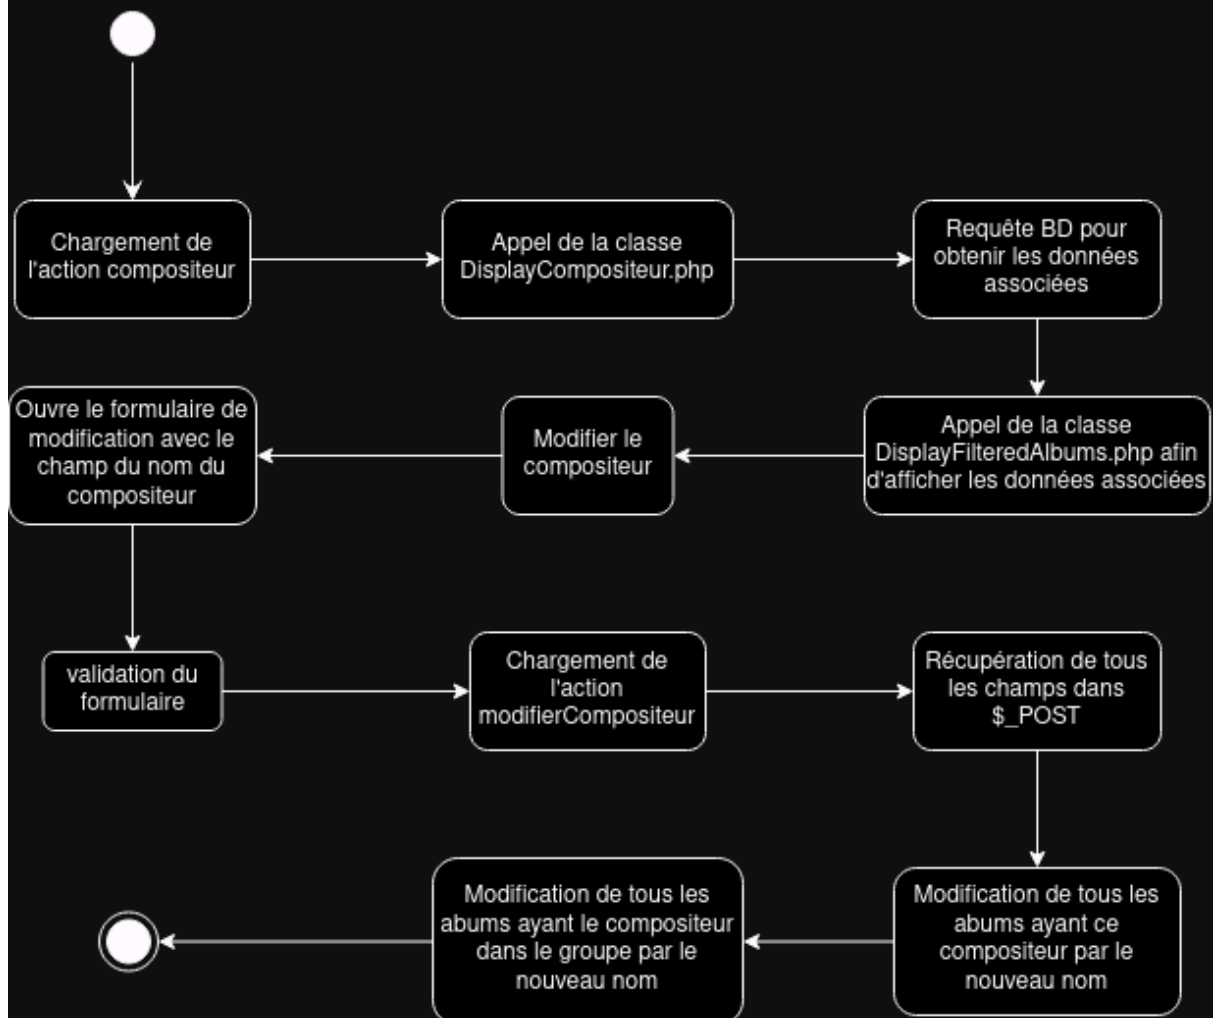 Chargement de
l'action compositeur
Appel de la classe
DisplayCompositeur.php
Requête BD pour
obtenir les données
associées
Appel de la classe
DisplayFilteredAlbums.php afin
d'afficher les données associées
Modifier le
compositeur
Ouvre le formulaire de
modification avec le
champ du nom du
compositeur
validation du
formulaire
Chargement de
l'action
modifierCompositeur
Récupération de tous
les champs dans
$_POST
Modification de tous les
abums ayant ce
compositeur par le
nouveau nom
Modification de tous les
abums ayant le compositeur
dans le groupe par le
nouveau nom